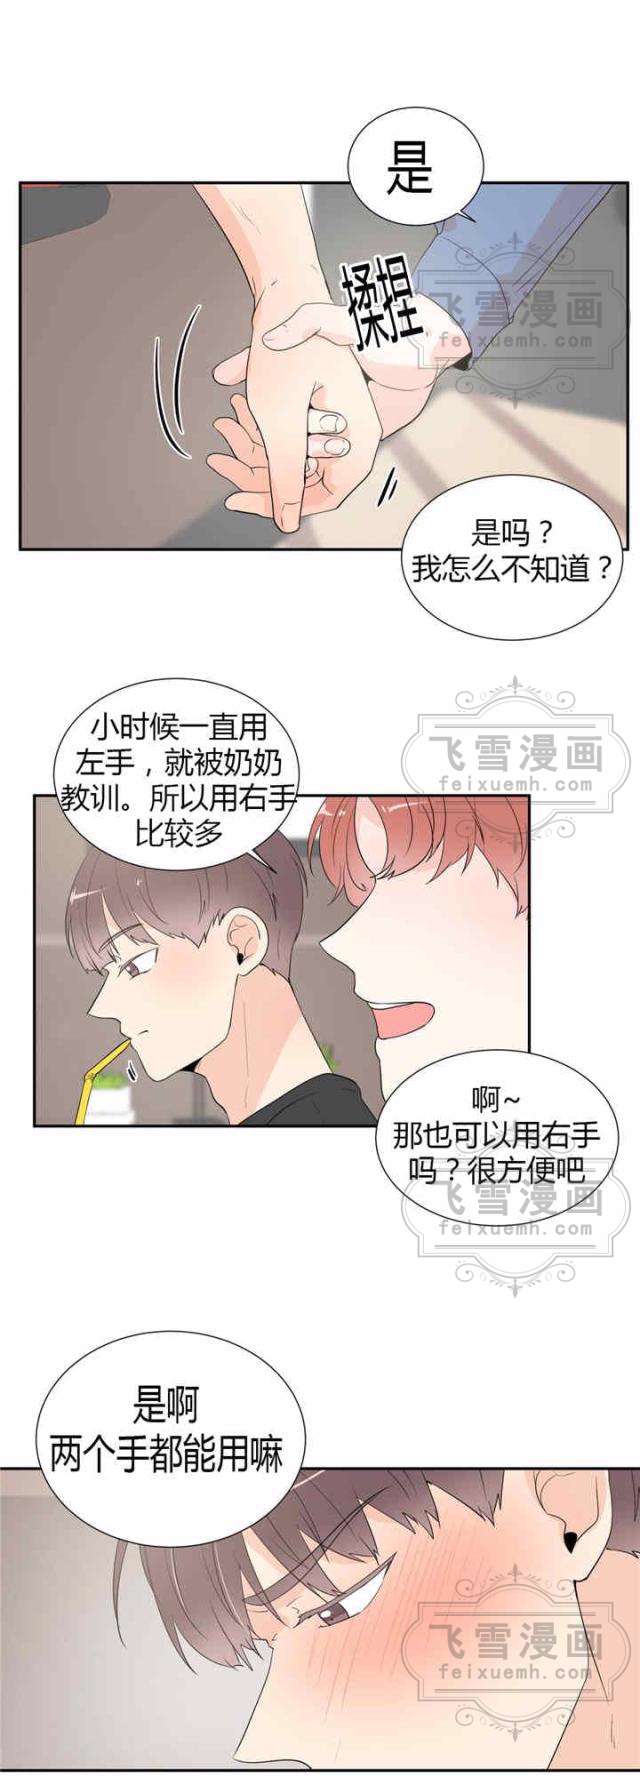 是
揉捏
飞雪漫画
feixuemh.com
是吗？
我怎么不知道？
小时候一直用
左手，就被奶奶
教训。所以用右手
比较多
飞雪漫画
feixuemh.com
啊~
那也可以用右手
吗？很方便吧
飞雪漫画
feixuemh.com
是啊
两个手都能用嘛
飞雪漫画
feixuemh.com